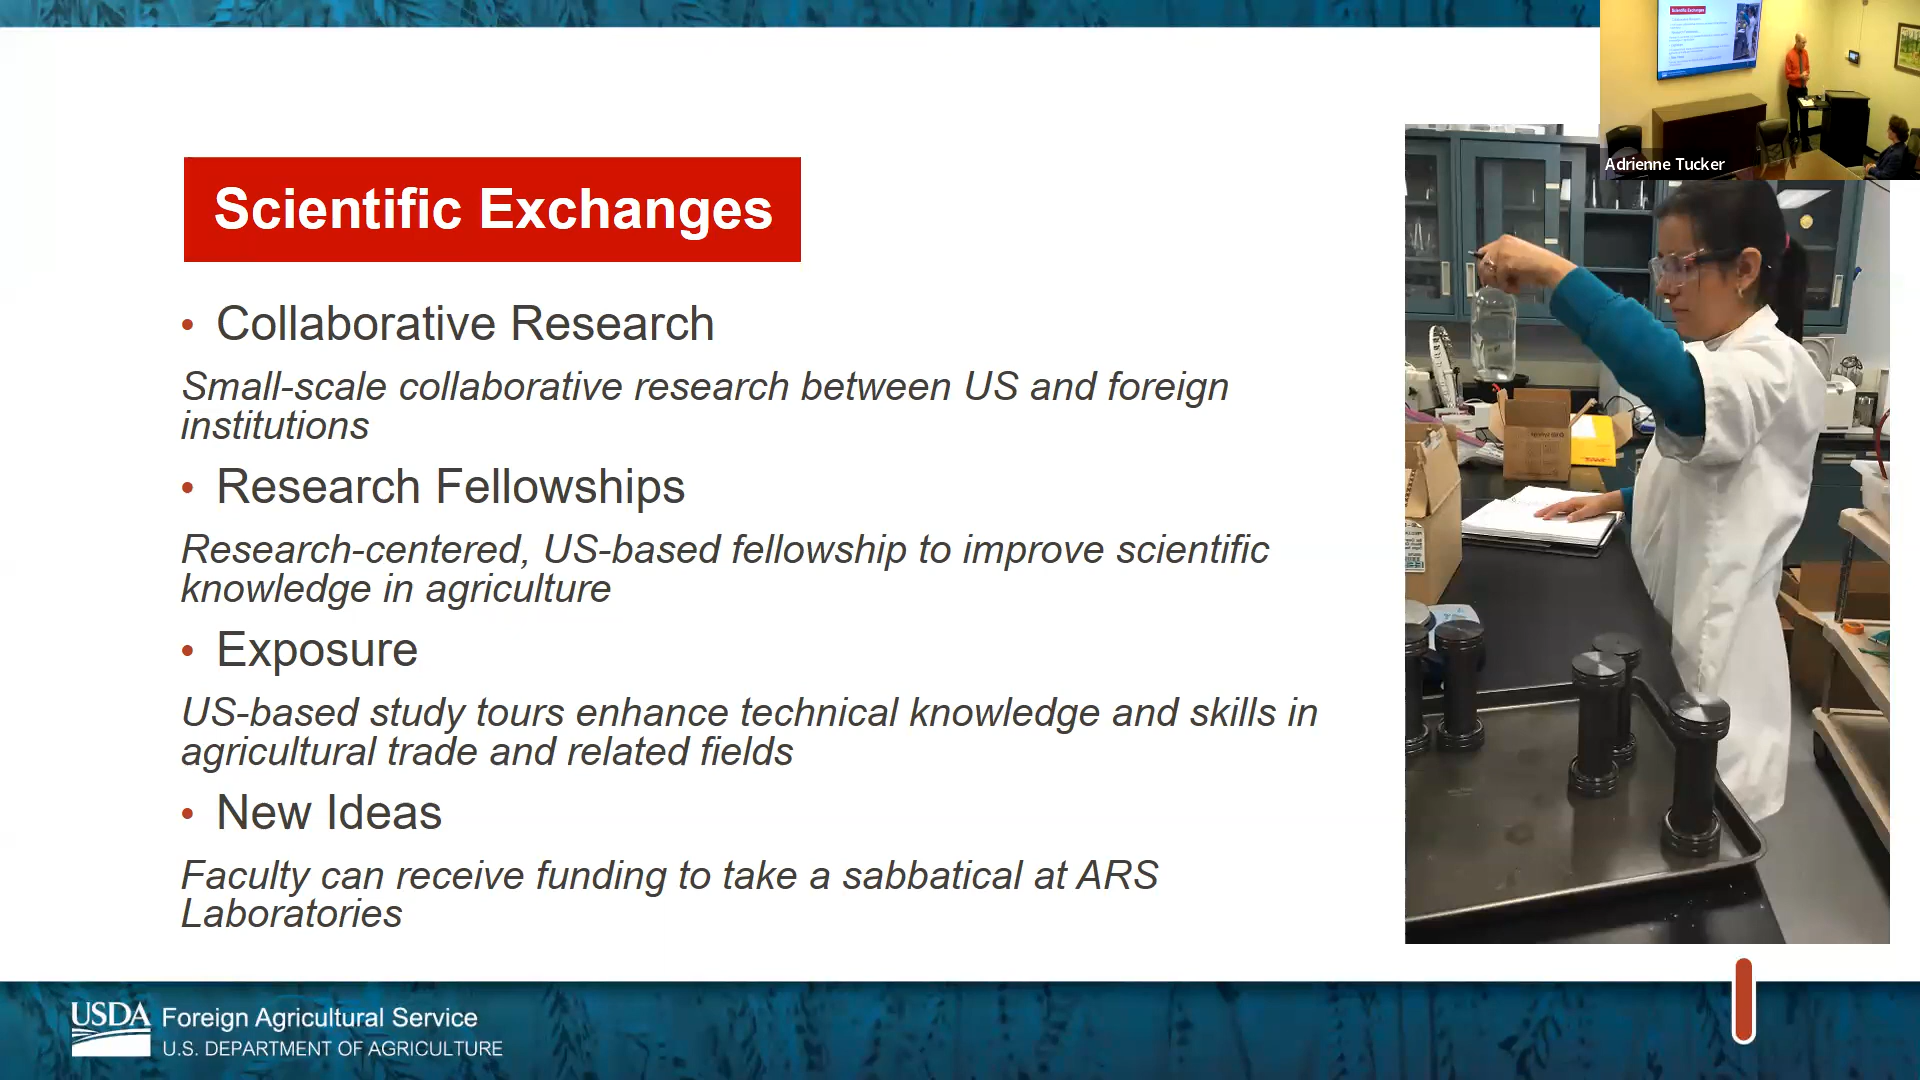 Scientific Exchanges
• Collaborative Research
Small-scale collaborative research between US and foreign
institutions
• Research Fellowships
Research-centered, US-based fellowship to improve scientific
knowledge in agriculture
• Exposure
US-based study tours enhance technical knowledge and skills in
agricultural trade and related fields
• New Ideas
Faculty can receive funding to take a sabbatical at ARS
Laboratories
Adrienne Tucker
USDA Foreign Agricultural Service
U.S. DEPARTMENT OF AGRICULTURE